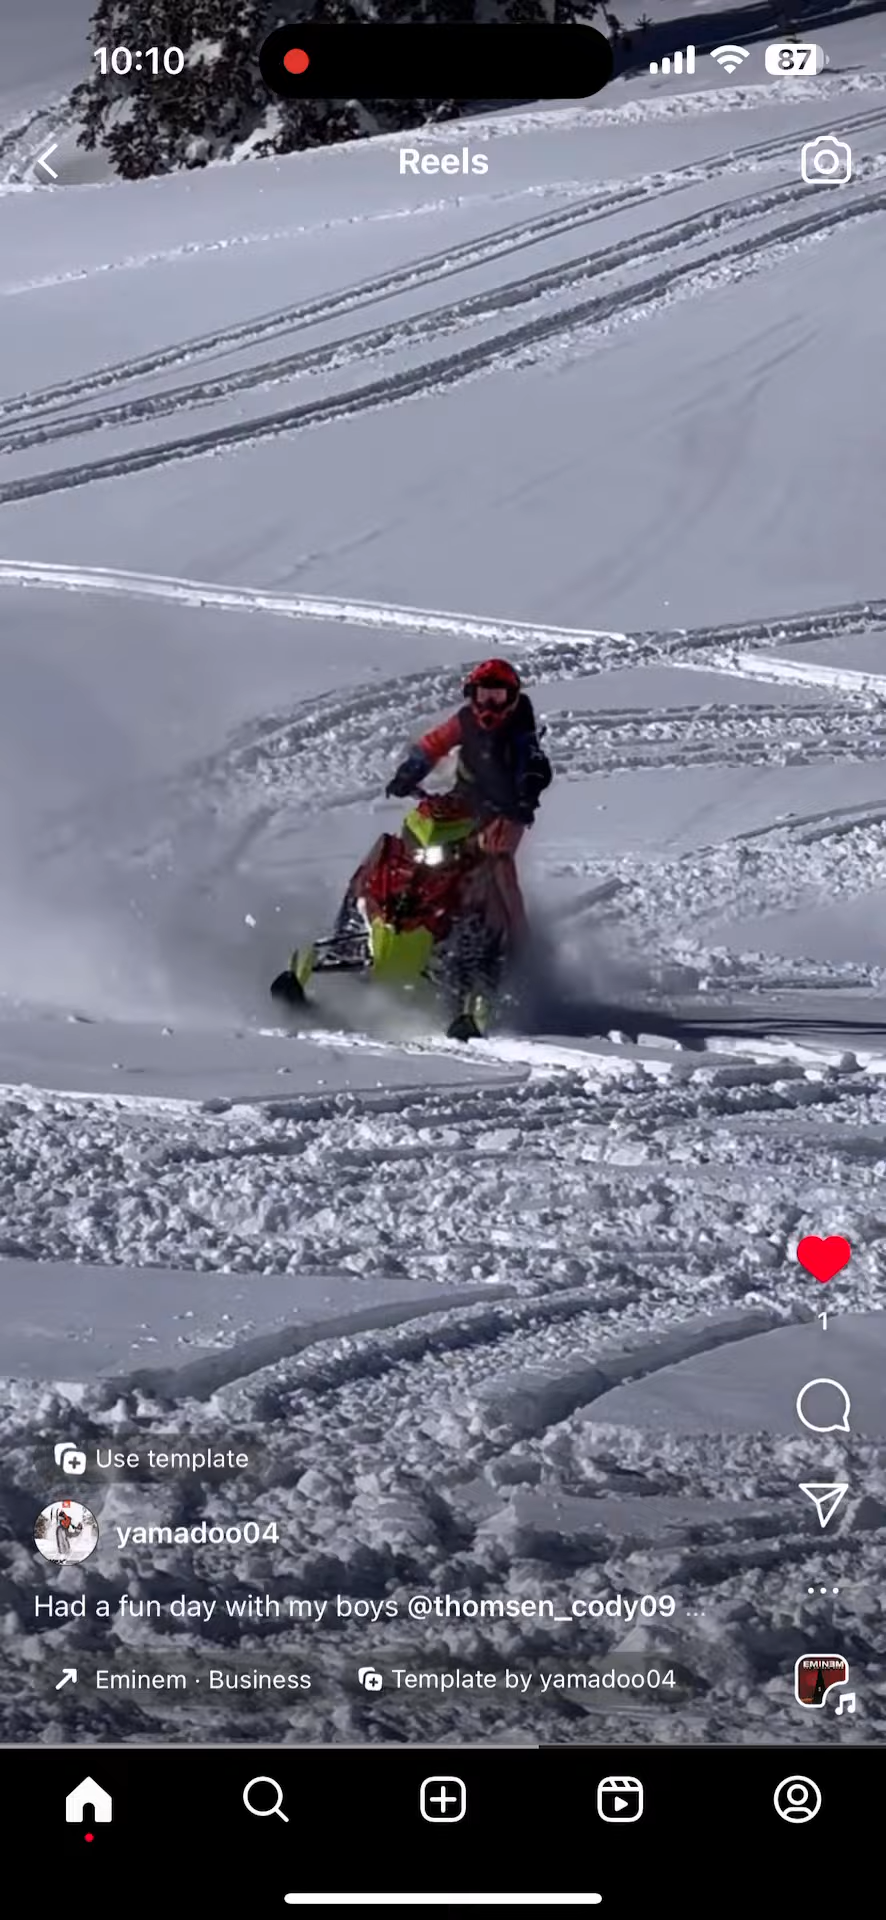 10:10
87
Reels
1
Use template
yamadoo04
Had a fun day with my boys @thomsen_cody09 ...
Eminem · Business
Template by yamadoo04
EMINEM